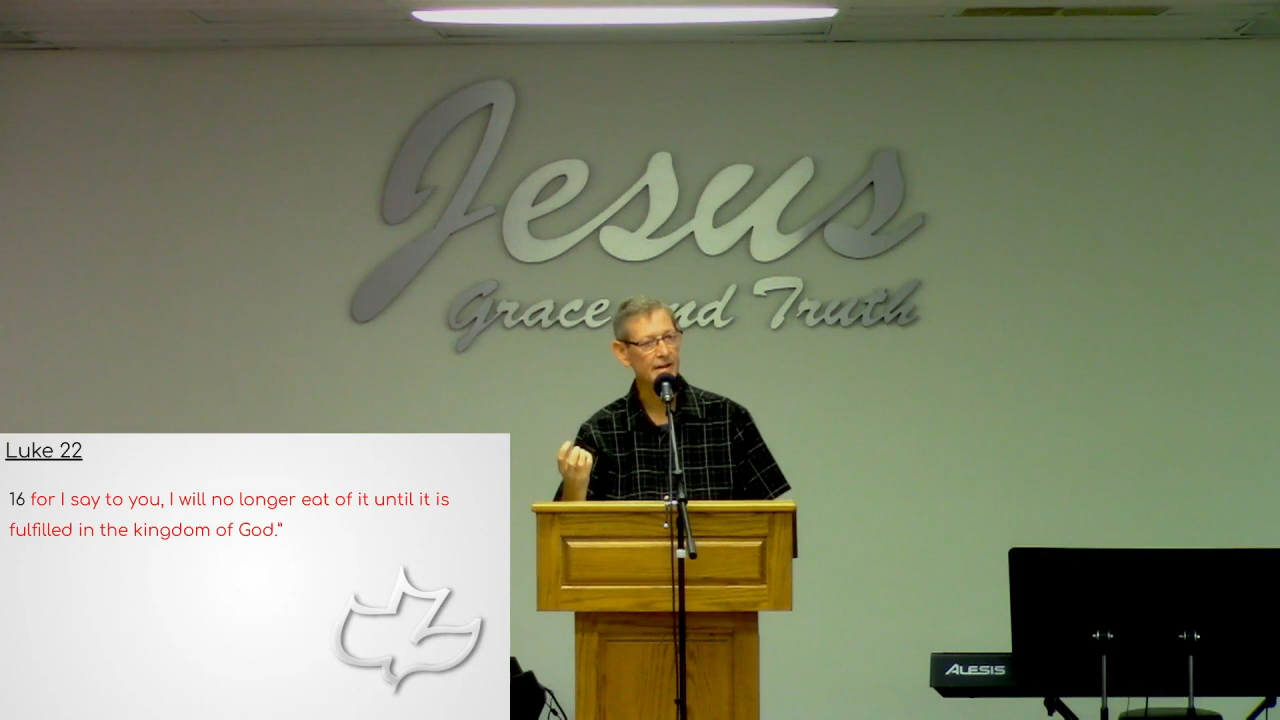 Jesus
Grace and Truth
Luke 22
16 for I say to you, I will no longer eat of it until it is
fulfilled in the kingdom of God.”
ALESIS